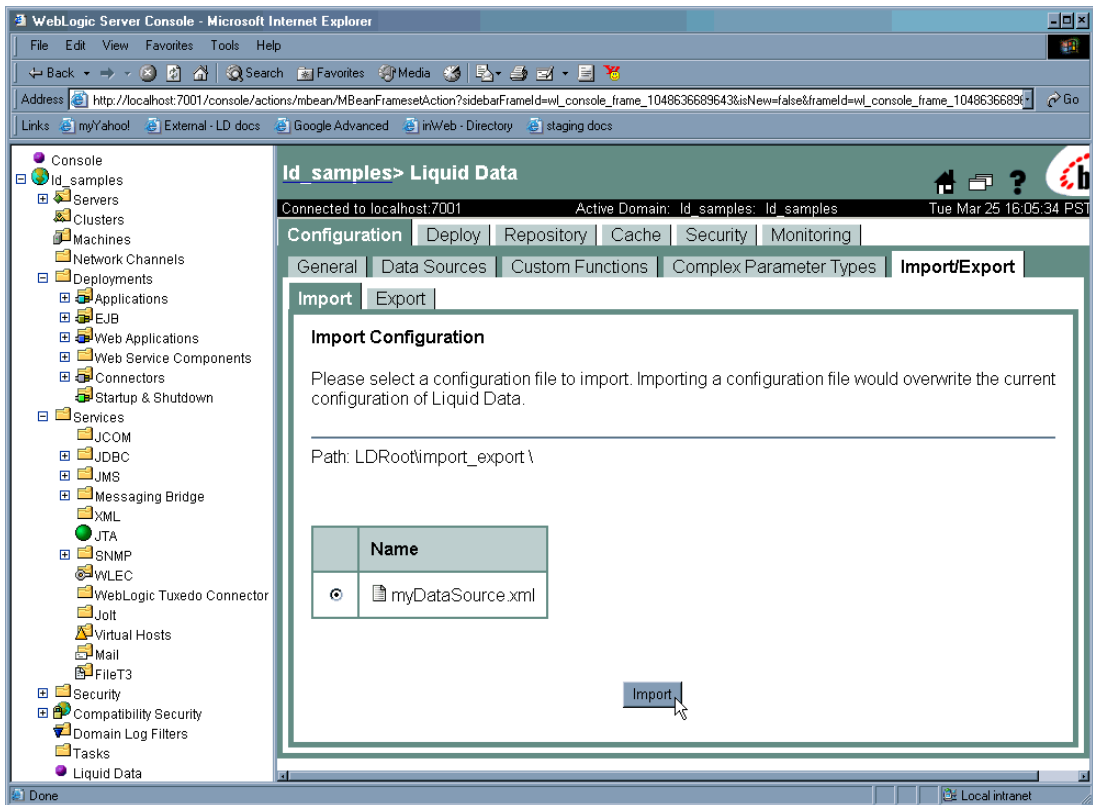 WebLogic Server Console - Microsoft Internet Explorer
File Edit View Favorites Tools Help
Back Search Favorites Media
Address http://localhost:7001/console/actions/mbean/MBeanFramesetAction?sidebarFrameId=wl_console_frame_1048636689643&isNew=false&frameId=wl_console_frame_104863668 Go
Links myYahoo! External - LD docs Google Advanced inWeb - Directory staging docs
Console
ld_samples
Servers
Clusters
Machines
Network Channels
Deployments
Applications
EJB
Web Applications
Web Service Components
Connectors
Startup & Shutdown
Services
JCOM
JDBC
JMS
Messaging Bridge
XML
JTA
SNMP
WLEC
WebLogic Tuxedo Connector
Jolt
Virtual Hosts
Mail
FileT3
Security
Compatibility Security
Domain Log Filters
Tasks
Liquid Data
ld_samples> Liquid Data
?
Connected to localhost:7001 Active Domain: ld_samples: ld_samples Tue Mar 25 16:05:34 PST
Configuration Deploy Repository Cache Security Monitoring
General Data Sources Custom Functions Complex Parameter Types Import/Export
Import Export
Import Configuration
Please select a configuration file to import. Importing a configuration file would overwrite the current
configuration of Liquid Data.
Path: LDRoot\import_export \
Name
myDataSource.xml
Import
Done Local intranet